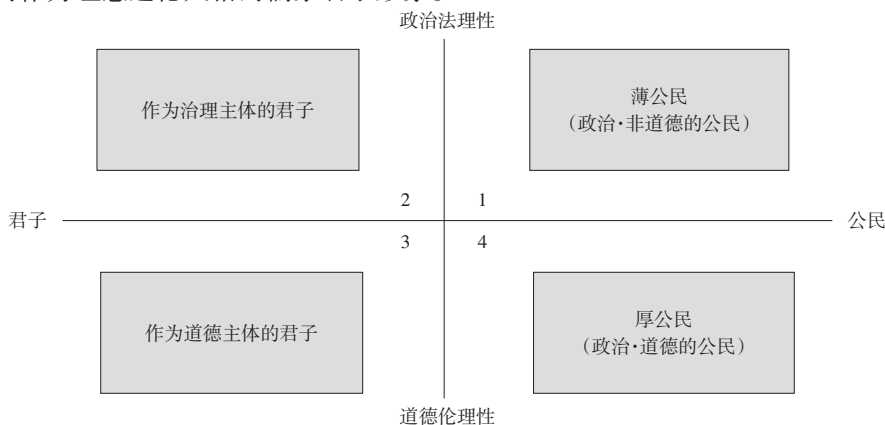 政治法理性
作为治理主体的君子
薄公民
（政治·非道德的公民）
2
1
君子
公民
3
4
作为道德主体的君子
厚公民
（政治·道德的公民）
道德伦理性